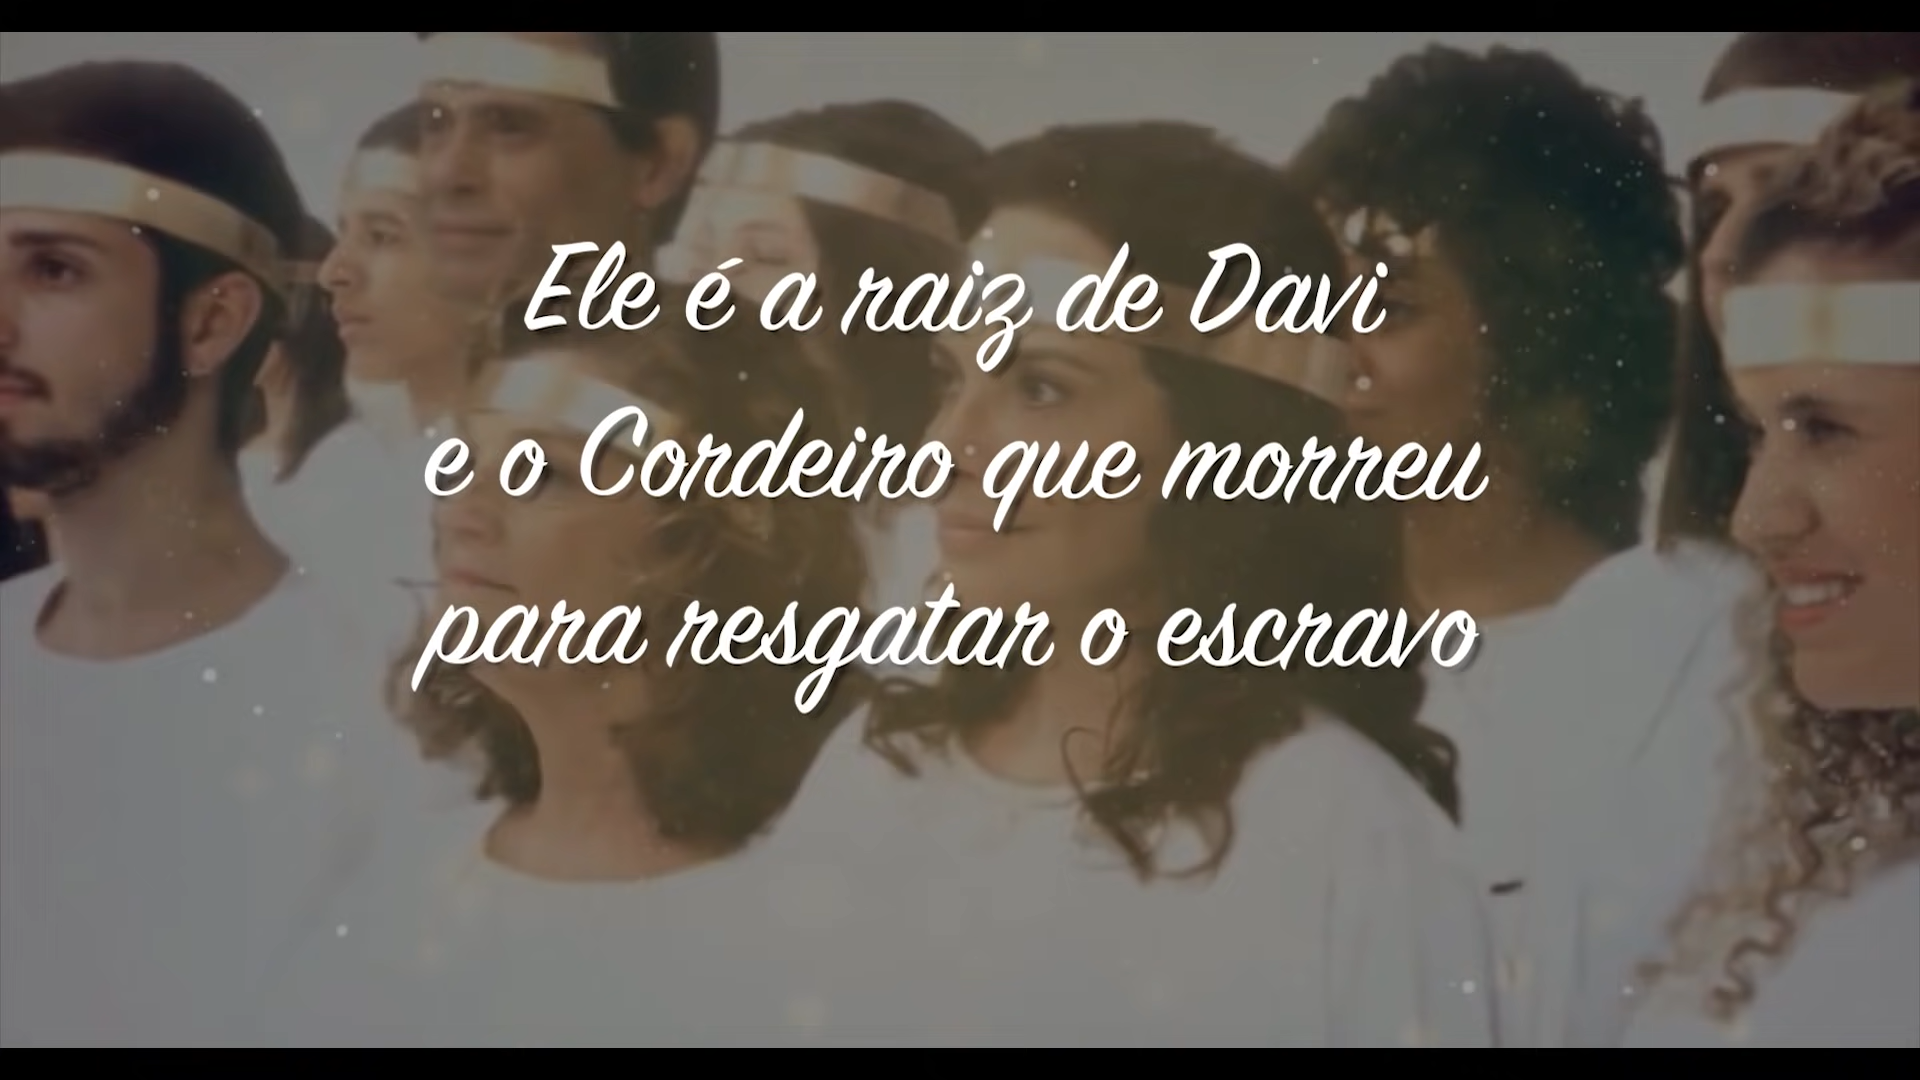 Ele é a raiz de Davi
e o Cordeiro que morreu
para resgatar o escravo